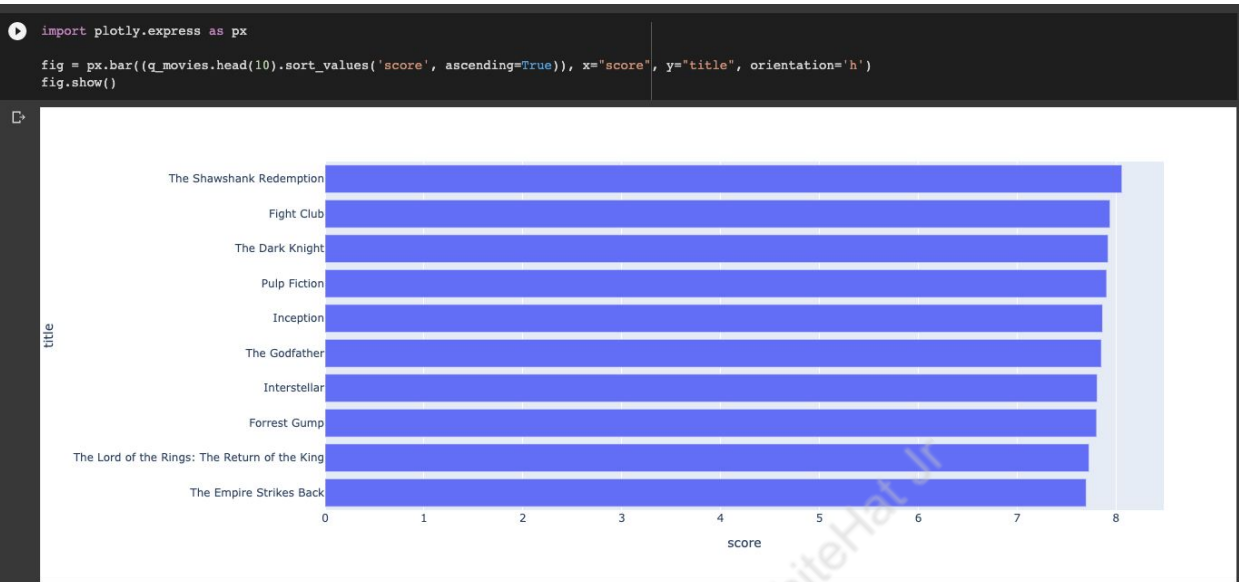 import plotly.express as px
fig = px.bar((q_movies.head(10).sort_values('score', ascending=True)), x="score", y="title", orientation='h')
fig.show()
The Shawshank Redemption
Fight Club
The Dark Knight
Pulp Fiction
Inception
The Godfather
title
Interstellar
Forrest Gump
The Lord of the Rings: The Return of the King
The Empire Strikes Back
0 1 2 3 4 5 6 7 8
score